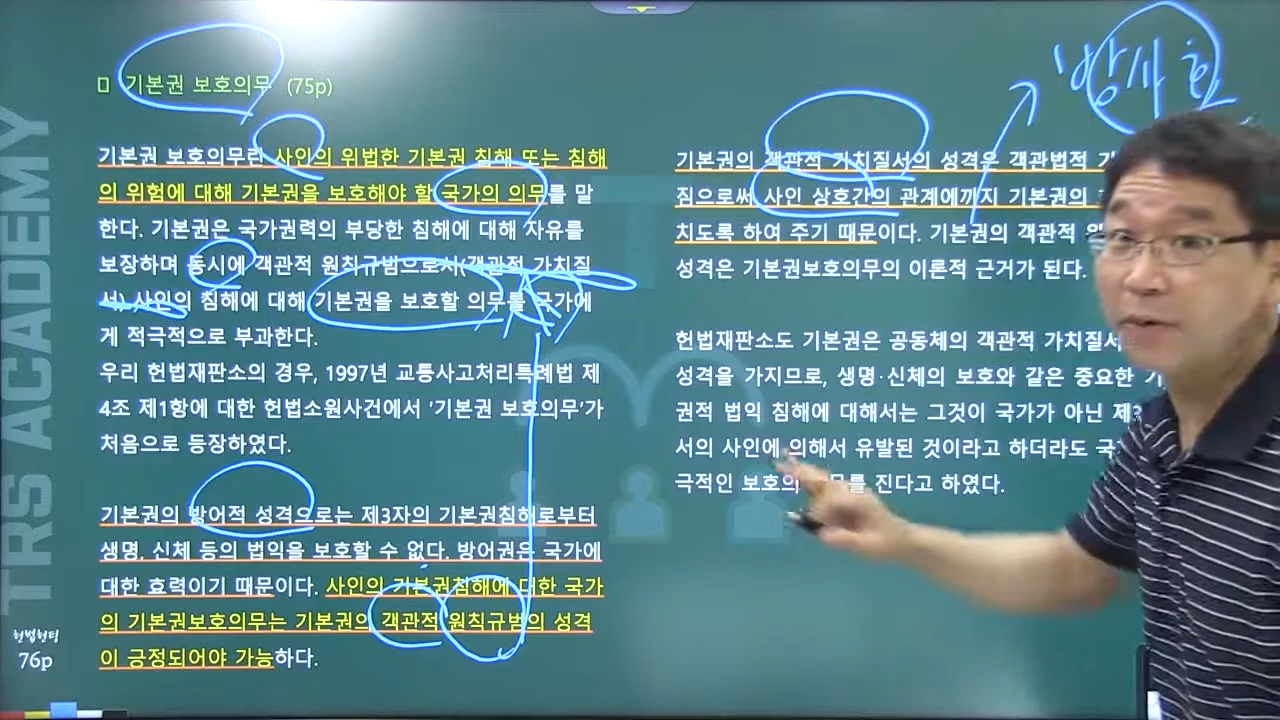 기본권 보호의무 (75p)
기본권 보호의무란 사인의 위법한 기본권 침해 또는 침해
의 위험에 대해 기본권을 보호해야 할 국가의 의무를 말
한다. 기본권은 국가권력의 부당한 침해에 대해 자유를
보장하며 동시에 객관적 원칙규범으로서(객관적 가치질
서) 사인의 침해에 대해 기본권을 보호할 의무를 국가에
게 적극적으로 부과한다.
우리 헌법재판소의 경우, 1997년 교통사고처리특례법 제
4조 제1항에 대한 헌법소원사건에서 ‘기본권 보호의무’가
처음으로 등장하였다.
기본권의 방어적 성격으로는 제3자의 기본권침해로부터
생명, 신체 등의 법익을 보호할 수 없다. 방어권은 국가에
대한 효력이기 때문이다. 사인의 기본권침해에 대한 국가
의 기본권보호의무는 기본권의 객관적 원칙규범의 성격
이 긍정되어야 가능하다.
기본권의 객관적 가치질서의 성격은 객관법적
짐으로써 사인 상호간의 관계에까지 기본권의
치도록 하여 주기 때문이다. 기본권의 객관적
성격은 기본권보호의무의 이론적 근거가 된다.
헌법재판소도 기본권은 공동체의 객관적 가치질서
성격을 가지므로, 생명·신체의 보호와 같은 중요한
권적 법익 침해에 대해서는 그것이 국가가 아닌
서의 사인에 의해서 유발된 것이라고 하더라도
극적인 보호의무를 진다고 하였다.
TRS ACADEMY
헌법헌팅
76p